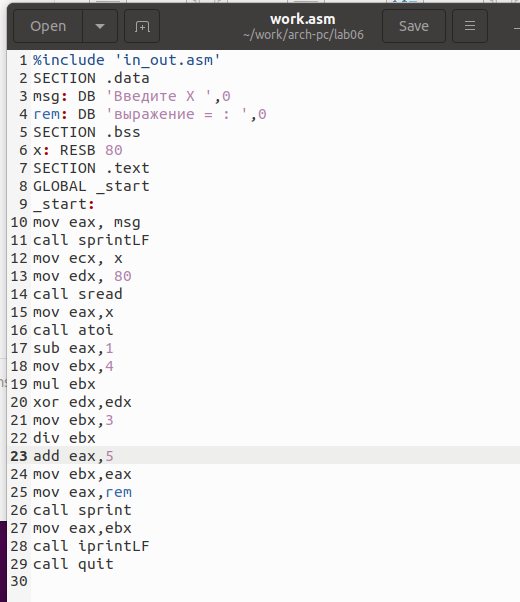 Open
work.asm
~/work/arch-pc/lab06
Save
1 %include 'in_out.asm'
2 SECTION .data
3 msg: DB 'Введите X ',0
4 rem: DB 'выражение = : ',0
5 SECTION .bss
6 x: RESB 80
7 SECTION .text
8 GLOBAL _start
9 _start:
10 mov eax, msg
11 call sprintLF
12 mov ecx, x
13 mov edx, 80
14 call sread
15 mov eax,x
16 call atoi
17 sub eax,1
18 mov ebx,4
19 mul ebx
20 xor edx,edx
21 mov ebx,3
22 div ebx
23 add eax,5
24 mov ebx,eax
25 mov eax,rem
26 call sprint
27 mov eax,ebx
28 call iprintLF
29 call quit
30